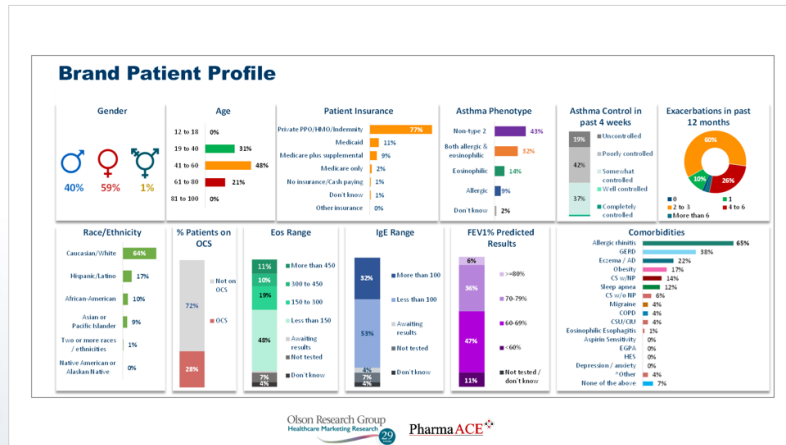 Brand Patient Profile
Gender
40%
59%
1%
Age
12 to 18 0%
19 to 40 31%
41 to 60 48%
61 to 80 21%
81 to 100 0%
Patient Insurance
Private PPO/HMO/Indemnity 77%
Medicaid 11%
Medicare plus supplemental 9%
Medicare only 2%
No insurance/Cash paying 1%
Don't know 1%
Other insurance 0%
Asthma Phenotype
Non-type 2 43%
Both allergic &
eosinophilic 32%
Eosinophilic 14%
Allergic 9%
Don't know 2%
Asthma Control in
past 4 weeks
19%
42%
37%
Uncontrolled
Poorly controlled
Somewhat
controlled
Well controlled
Completely
controlled
Exacerbations in past
12 months
60%
26%
10%
0
1
2 to 3
4 to 6
More than 6
Race/Ethnicity
Caucasian/White 64%
Hispanic/Latino 17%
African-American 10%
Asian or
Pacific Islander 9%
Two or more races
/ ethnicities 1%
Native American or
Alaskan Native 0%
% Patients on
OCS
72%
28%
Not on
OCS
OCS
Eos Range
11%
10%
19%
48%
7%
4%
More than 450
300 to 450
150 to 300
Less than 150
Awaiting
results
Not tested
Don't know
IgE Range
32%
53%
4%
7%
4%
More than 100
Less than 100
Awaiting
results
Not tested
Don't know
FEV1% Predicted
Results
6%
36%
47%
11%
>=80%
70-79%
60-69%
<60%
Not tested /
don't know
Comorbidities
Allergic rhinitis 65%
GERD 38%
Eczema / AD 22%
Obesity 17%
CS w/NP 14%
Sleep apnea 12%
CS w/o NP 6%
Migraine 4%
COPD 4%
CSU/CIU 4%
Eosinophilic Esophagitis 1%
Aspirin Sensitivity 0%
EGPA 0%
HES 0%
Depression / anxiety 0%
*Other 4%
None of the above 7%
Olson Research Group
Healthcare Marketing Research
29
PharmaACE